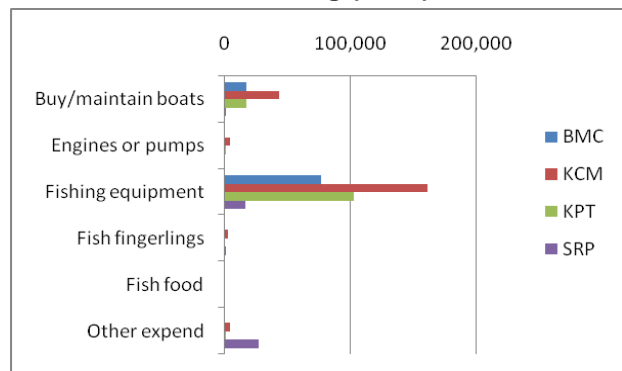 0 100,000 200,000
Buy/maintain boats
Engines or pumps
Fishing equipment
Fish fingerlings
Fish food
Other expend
BMC
KCM
KPT
SRP